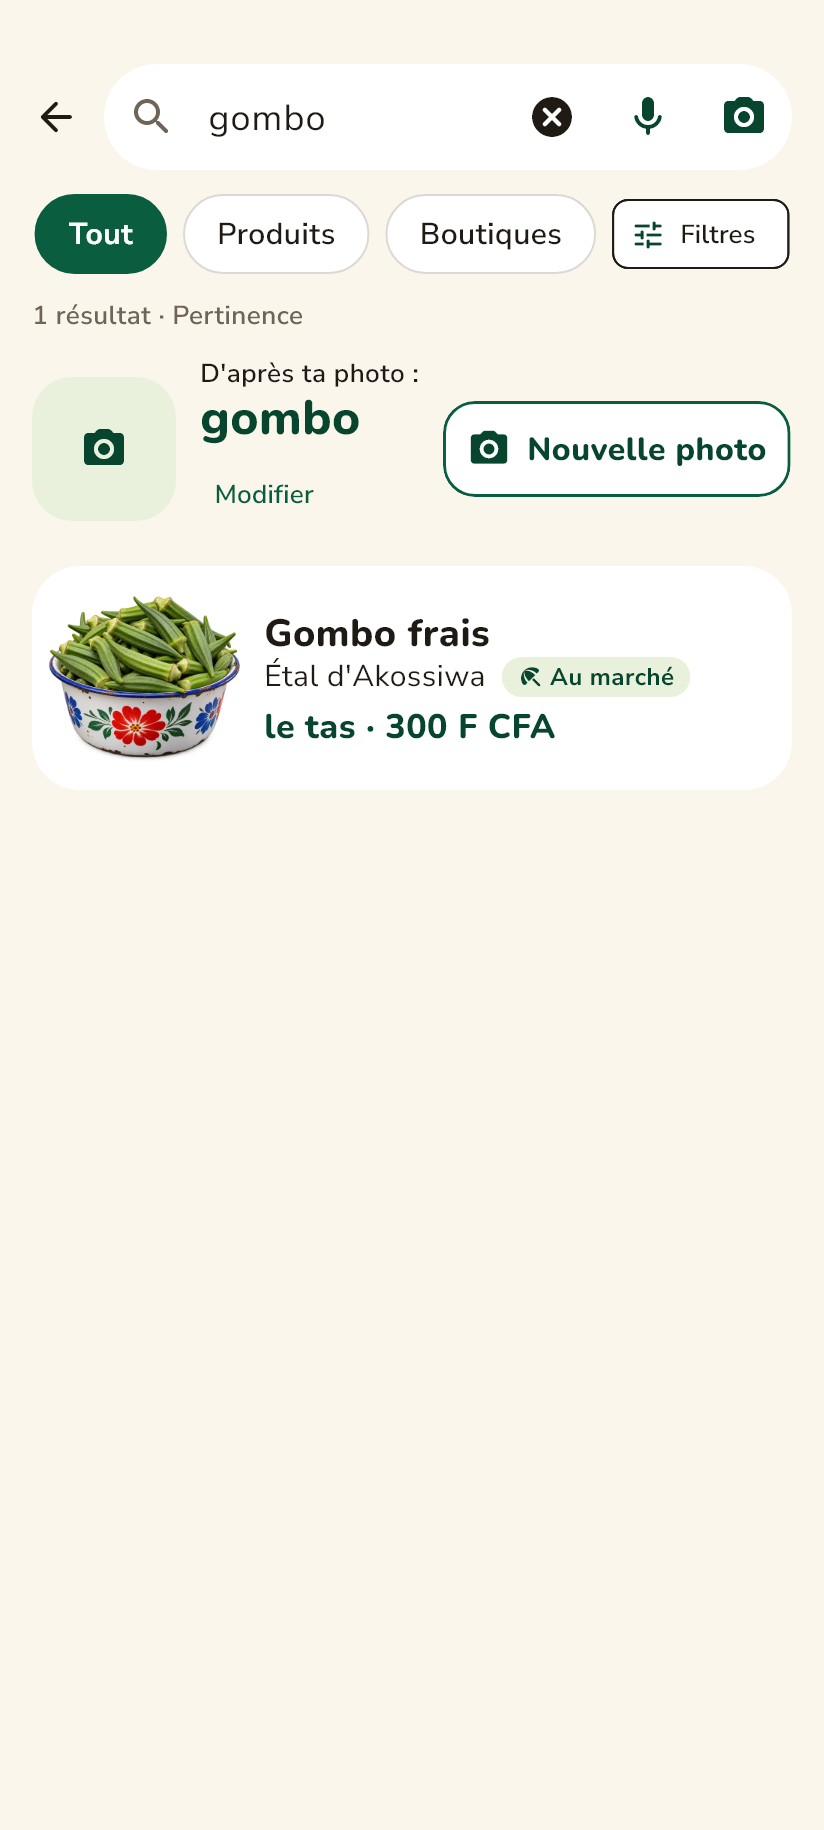 gombo
Tout
Produits
Boutiques
Filtres
1 résultat · Pertinence
D'après ta photo :
gombo
Modifier
Nouvelle photo
Gombo frais
Étal d'Akossiwa
Au marché
le tas · 300 F CFA